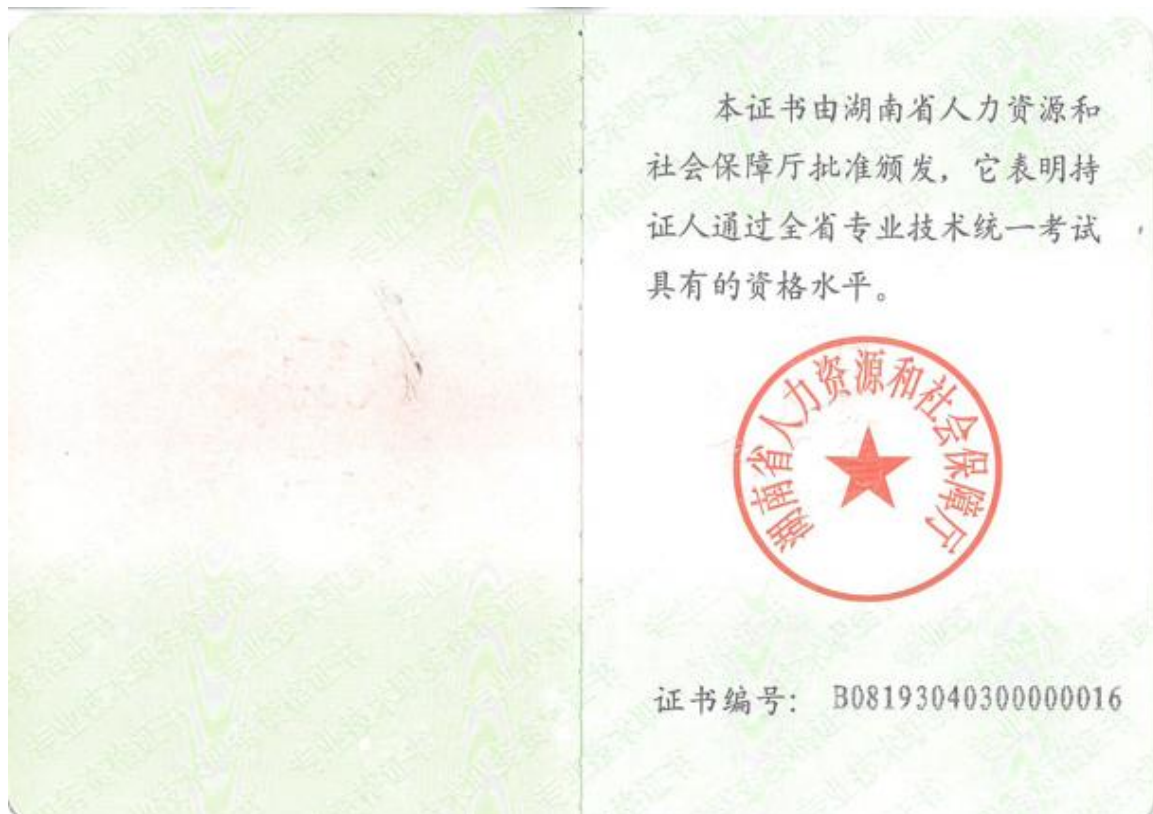 本证书由湖南省人力资源和
社会保障厅批准颁发，它表明持
证人通过全省专业技术统一考试
具有的资格水平。
湖南省人力资源和社会保障厅
证书编号： B08193040300000016